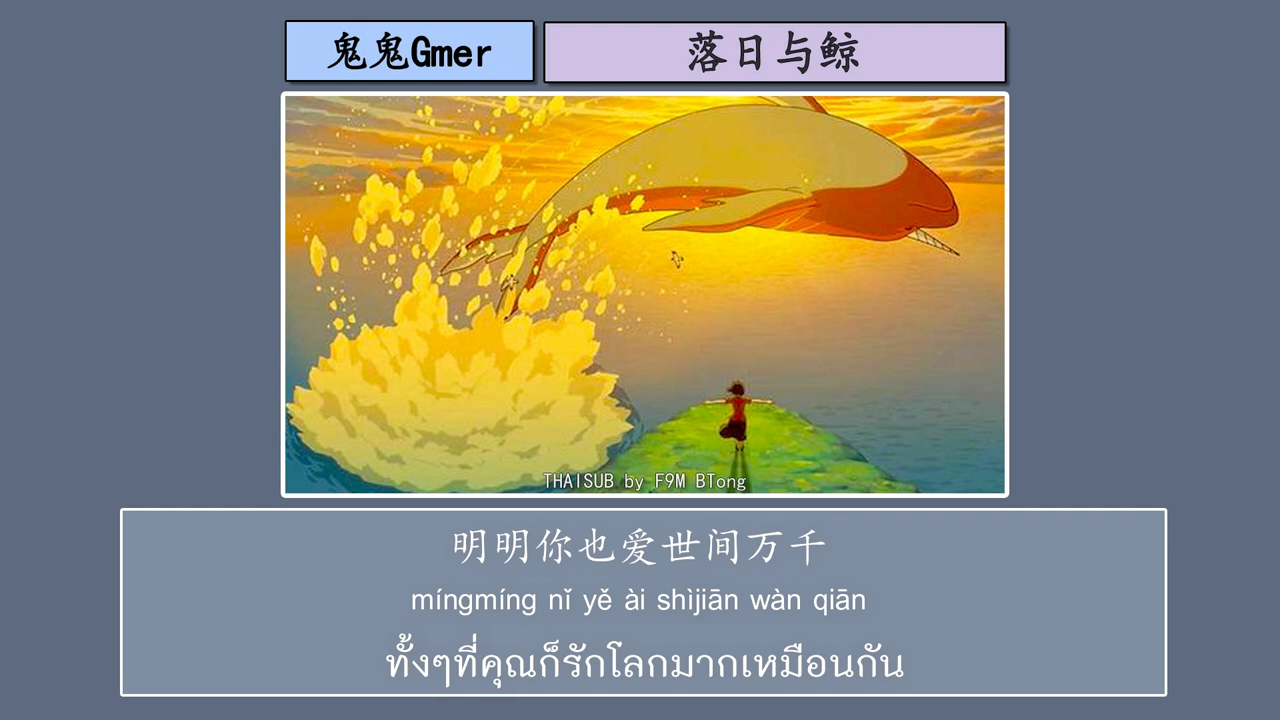 鬼鬼Gmer
落日与鲸
THAISUB by F9M BTong
明明你也爱世间万千
míngmíng nǐ yě ài shìjiān wàn qiān
ทั้งๆที่คุณก็รักโลกมากเหมือนกัน